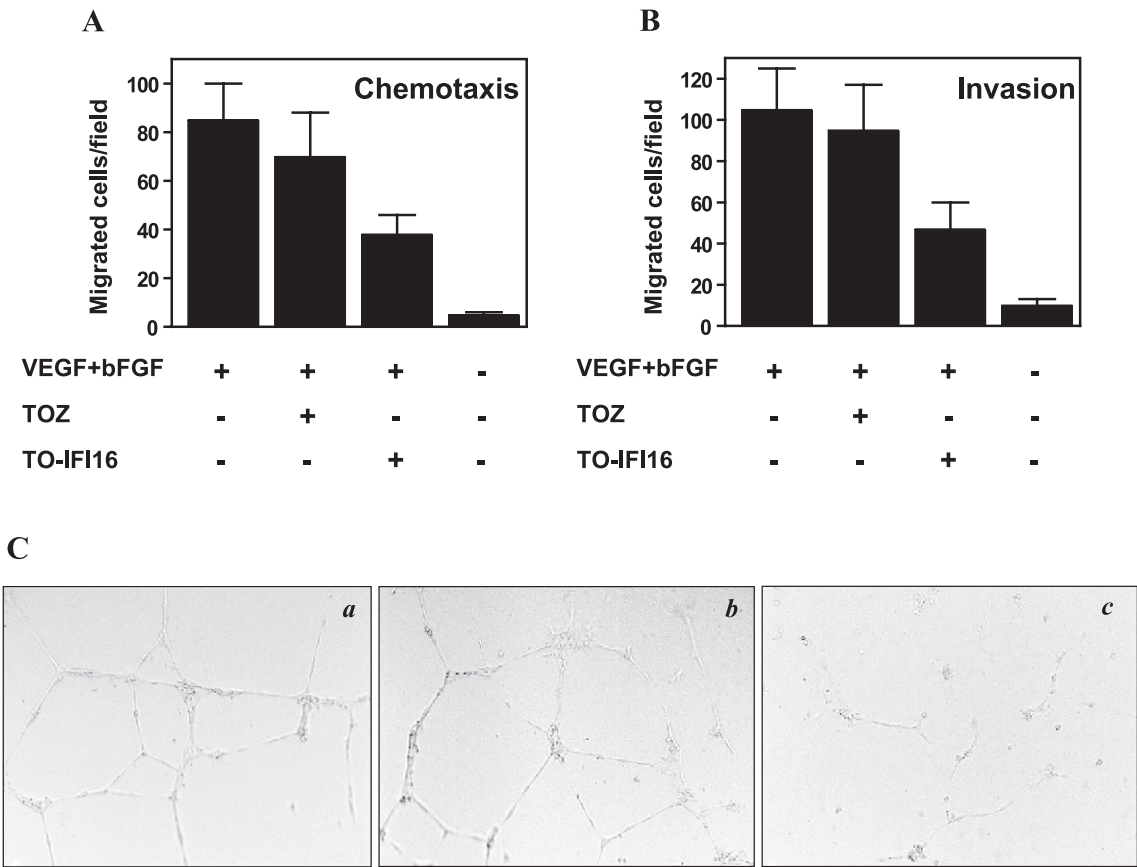 A
Chemotaxis
Migrated cells/field
100
80
60
40
20
0
VEGF+bFGF + + + -
TOZ - + - -
TO-IFI16 - - + -
B
Invasion
Migrated cells/field
120
100
80
60
40
20
0
VEGF+bFGF + + + -
TOZ - + - -
TO-IFI16 - - + -
C
a
b
c